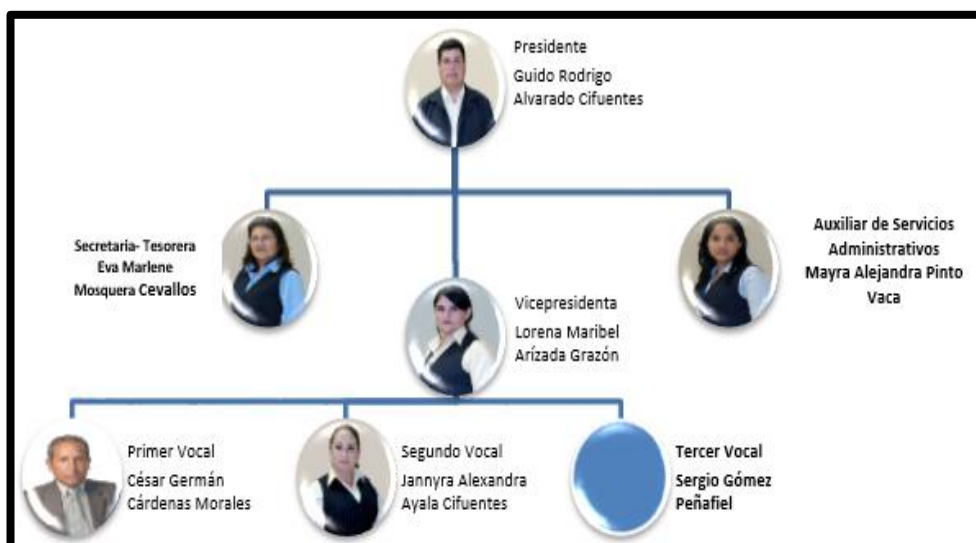 Presidente
Guido Rodrigo
Alvarado Cifuentes
Secretaria- Tesorera
Eva Marlene
Mosquera Cevallos
Auxiliar de Servicios
Administrativos
Mayra Alejandra Pinto
Vaca
Vicepresidenta
Lorena Maribel
Arízada Grazón
Primer Vocal
César Germán
Cárdenas Morales
Segundo Vocal
Jannyra Alexandra
Ayala Cifuentes
Tercer Vocal
Sergio Gómez
Peñafiel